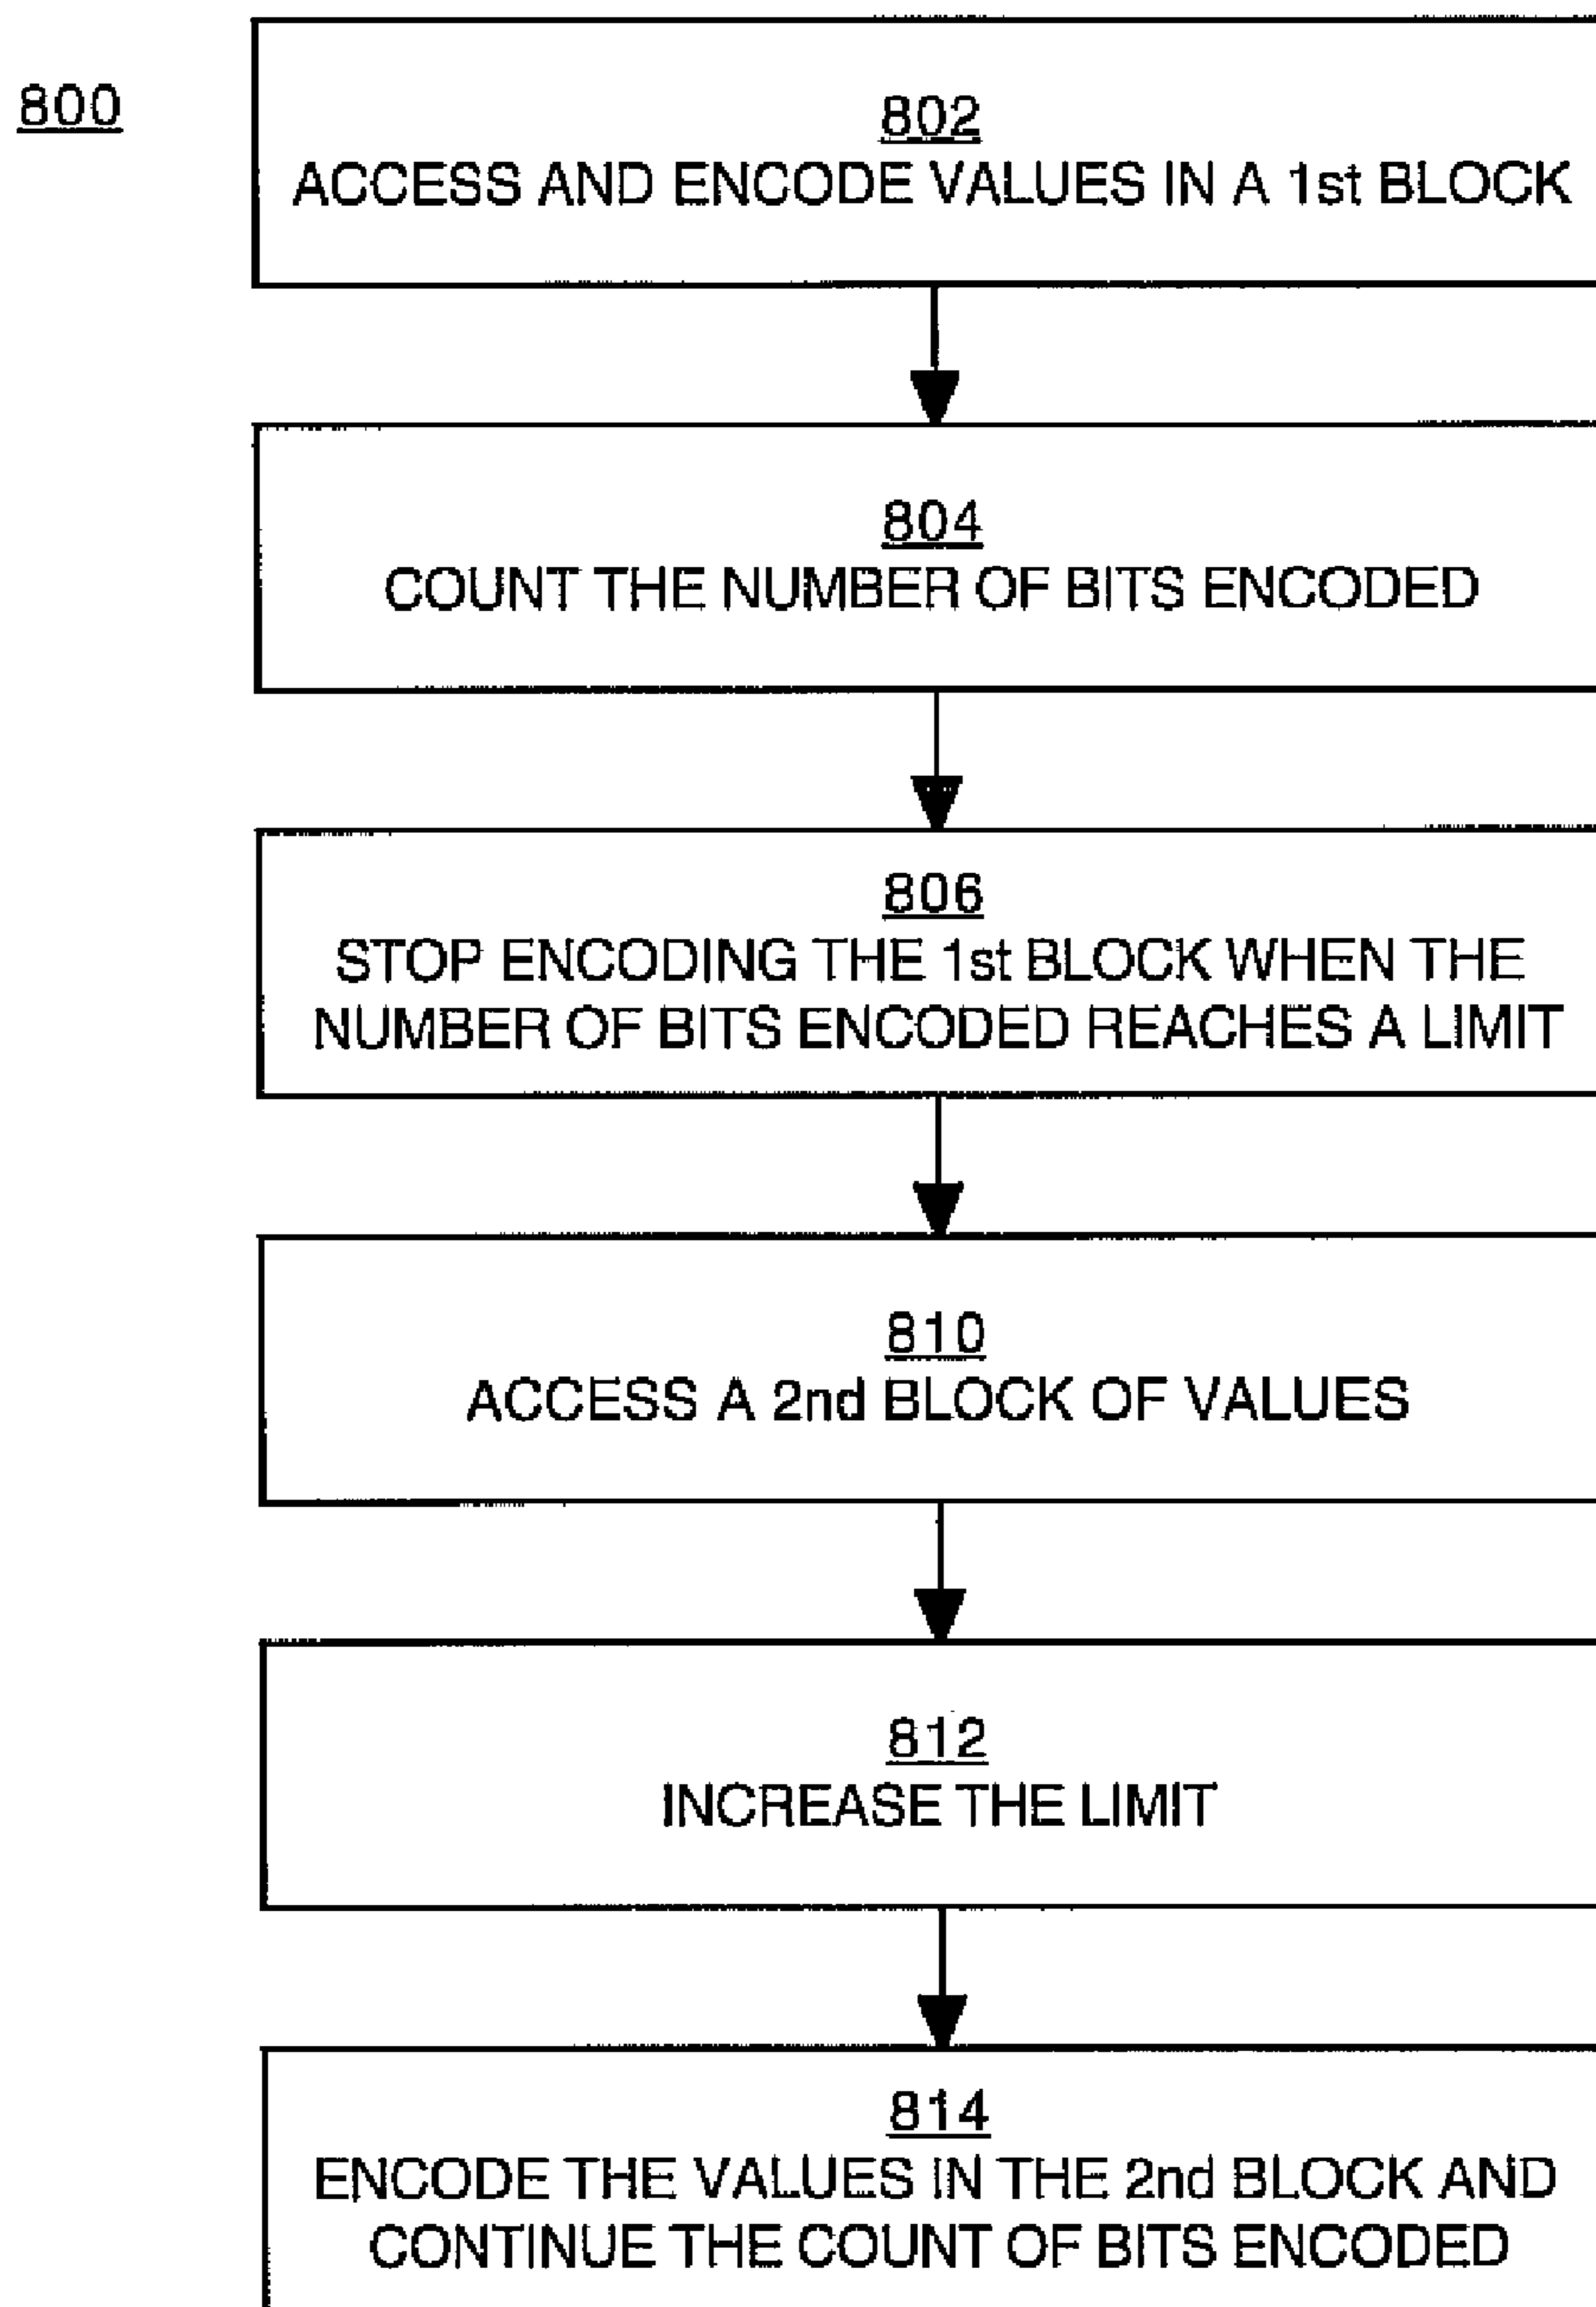 800
802
ACCESS AND ENCODE VALUES IN A 1st BLOCK
804
COUNT THE NUMBER OF BITS ENCODED
806
STOP ENCODING THE 1st BLOCK WHEN THE
NUMBER OF BITS ENCODED REACHES A LIMIT
810
ACCESS A 2nd BLOCK OF VALUES
812
INCREASE THE LIMIT
814
ENCODE THE VALUES IN THE 2nd BLOCK AND
CONTINUE THE COUNT OF BITS ENCODED